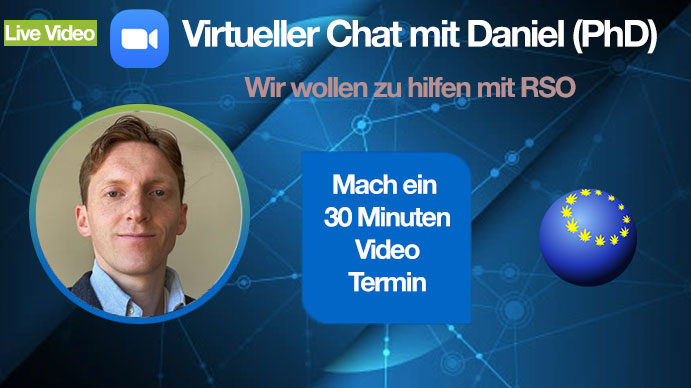 Live Video
Virtueller Chat mit Daniel (PhD)
Wir wollen zu hilfen mit RSO
Mach ein
30 Minuten
Video
Termin